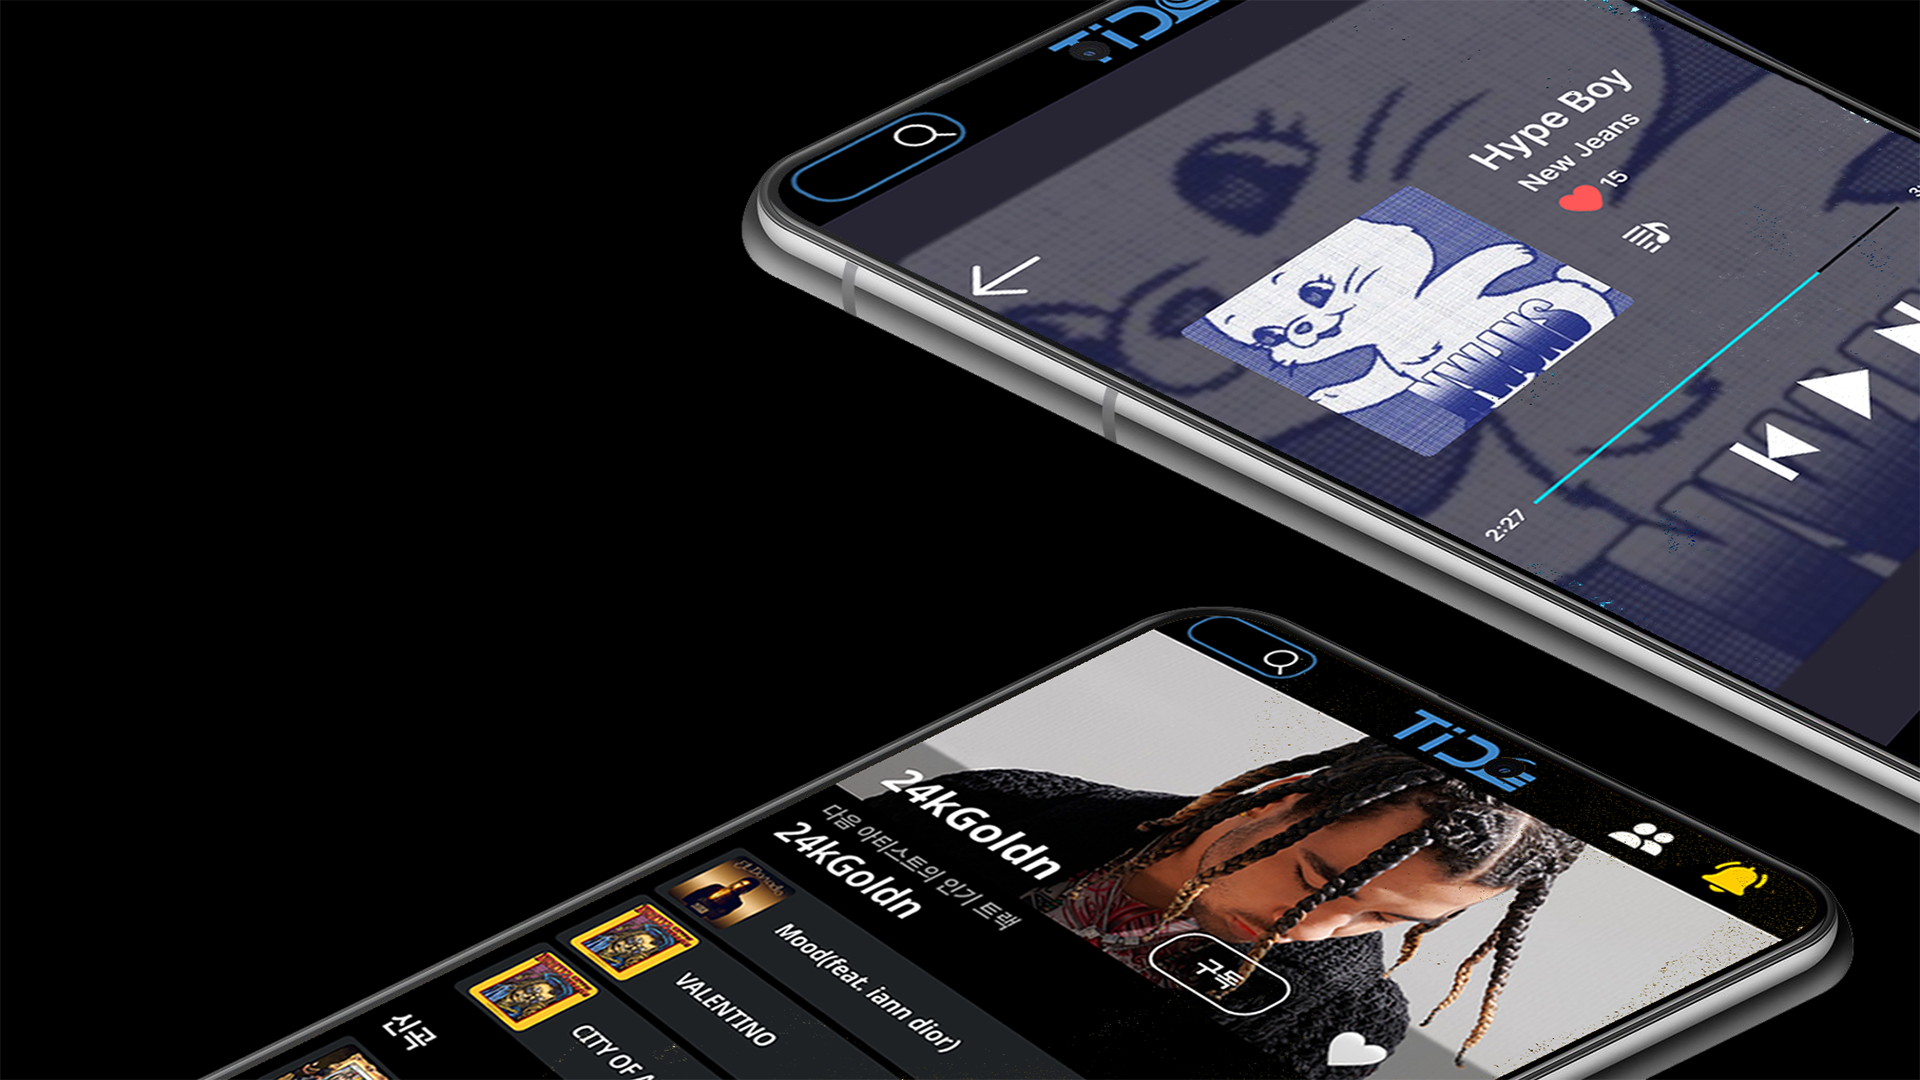 TiDE
Hype Boy
New Jeans
15
2:27
NWJNS
TiDE
24kGoldn
다음 아티스트의 인기 트랙
24kGoldn
구독
Mood(feat. iann dior)
VALENTINO
CITY OF
신곡